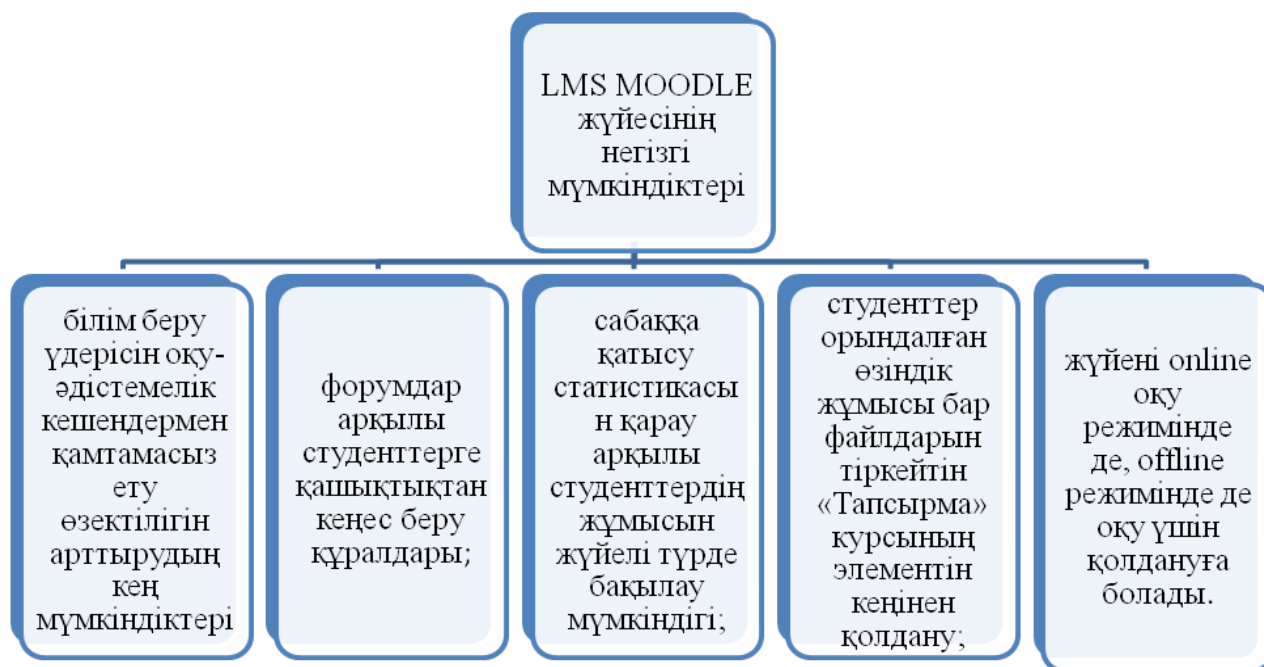 LMS MOODLE
жүйесінің
негізгі
мүмкіндіктері
білім беру
үдерісін оқу-
әдістемелік
кешендермен
қамтамасыз
ету
өзектілігін
арттырудың
кең
мүмкіндіктері
форумдар
арқылы
студенттерге
қашықтықтан
кеңес беру
құралдары;
сабаққа
қатысу
статистикасы
н қарау
арқылы
студенттердің
жұмысын
жүйелі түрде
бақылау
мүмкіндігі;
студенттер
орындалған
өзіндік
жұмысы бар
файлдарын
тіркейтін
«Тапсырма»
курсының
элементін
кеңінен
қолдану;
жүйені online
оқу
режимінде
де, offline
режимінде де
оқу үшін
қолдануға
болады.